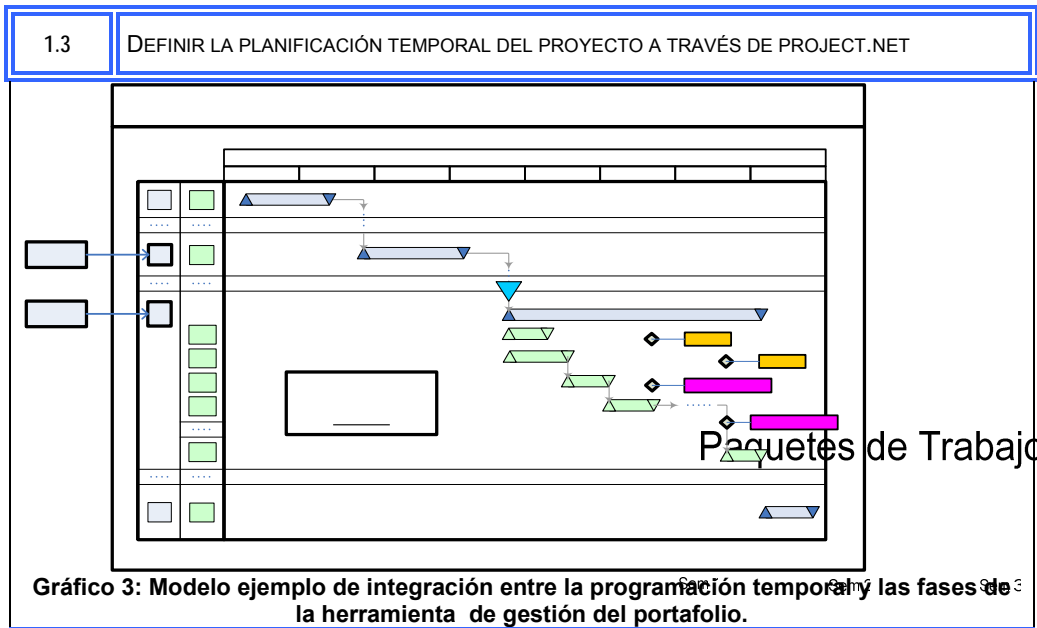 1.3 DEFINIR LA PLANIFICACIÓN TEMPORAL DEL PROYECTO A TRAVÉS DE PROJECT.NET
Paquetes de Trabajo
Gráfico 3: Modelo ejemplo de integración entre la programación temporal y las fases de
la herramienta de gestión del portafolio.